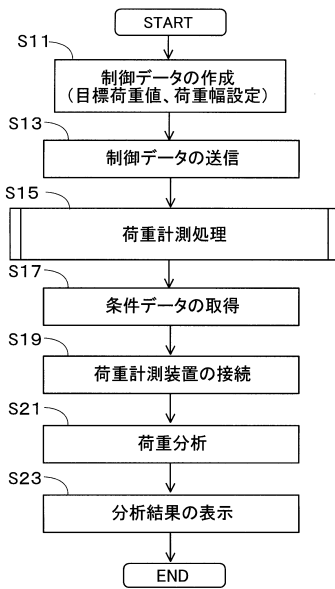 START
S11
制御データの作成
（目標荷重値、荷重幅設定）
S13
制御データの送信
S15
荷重計測処理
S17
条件データの取得
S19
荷重計測装置の接続
S21
荷重分析
S23
分析結果の表示
END